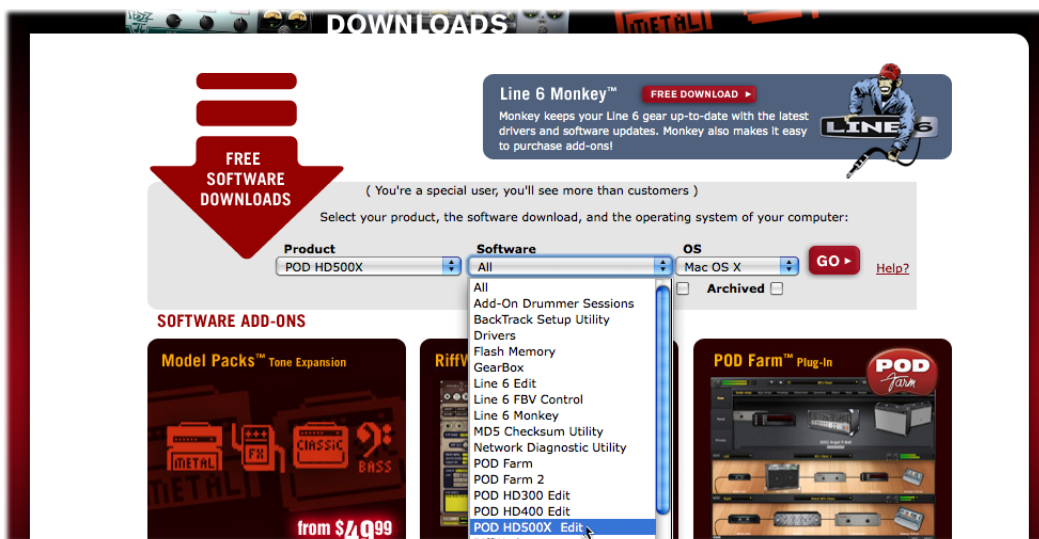 DOWNLOADS
METAL
Line 6 Monkey™
FREE DOWNLOAD
Monkey keeps your Line 6 gear up-to-date with the latest
drivers and software updates. Monkey also makes it easy
to purchase add-ons!
LINE 6
FREE
SOFTWARE
DOWNLOADS
( You're a special user, you'll see more than customers )
Select your product, the software download, and the operating system of your computer:
Product Software OS
POD HD500X All Mac OS X GO Help?
Archived
All
Add-On Drummer Sessions
BackTrack Setup Utility
Drivers
Flash Memory
GearBox
Line 6 Edit
Line 6 FBV Control
Line 6 Monkey
MD5 Checksum Utility
Network Diagnostic Utility
POD Farm
POD Farm 2
POD HD300 Edit
POD HD400 Edit
POD HD500X Edit
SOFTWARE ADD-ONS
Model Packs™ Tone Expansion
METAL FX CLASSIC BASS
METAL
from $4999
POD Farm™ Plug-In
POD
Farm